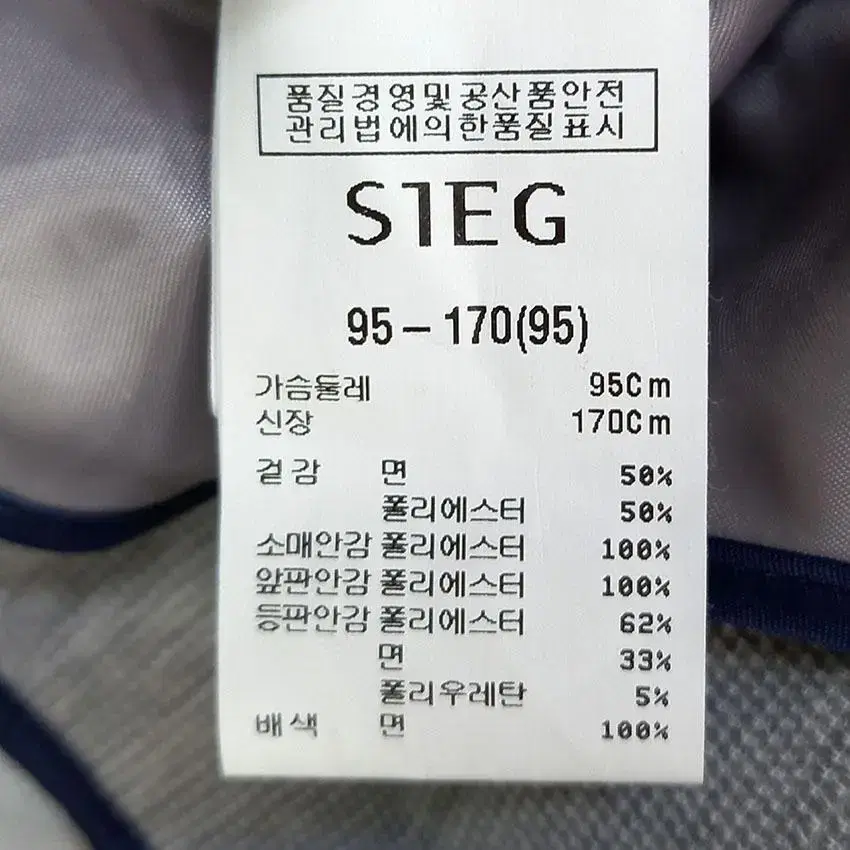 품질경영및공산품안전
관리법에의한품질표시
SIEG
95-170(95)
가슴둘레 95Cm
신장 170Cm
겉감 면 50%
폴리에스터 50%
소매안감 폴리에스터 100%
앞판안감 폴리에스터 100%
등판안감 폴리에스터 62%
면 33%
폴리우레탄 5%
배색 면 100%